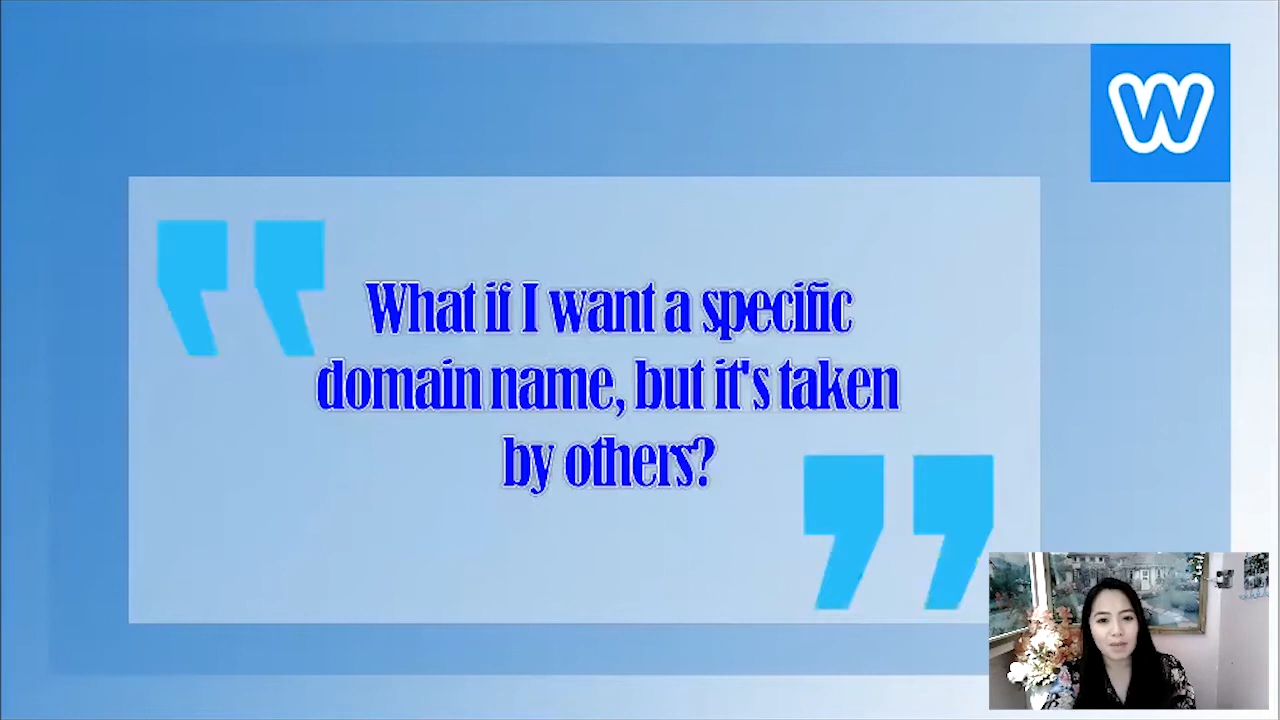 W
What if I want a specific
domain name, but it's taken
by others?